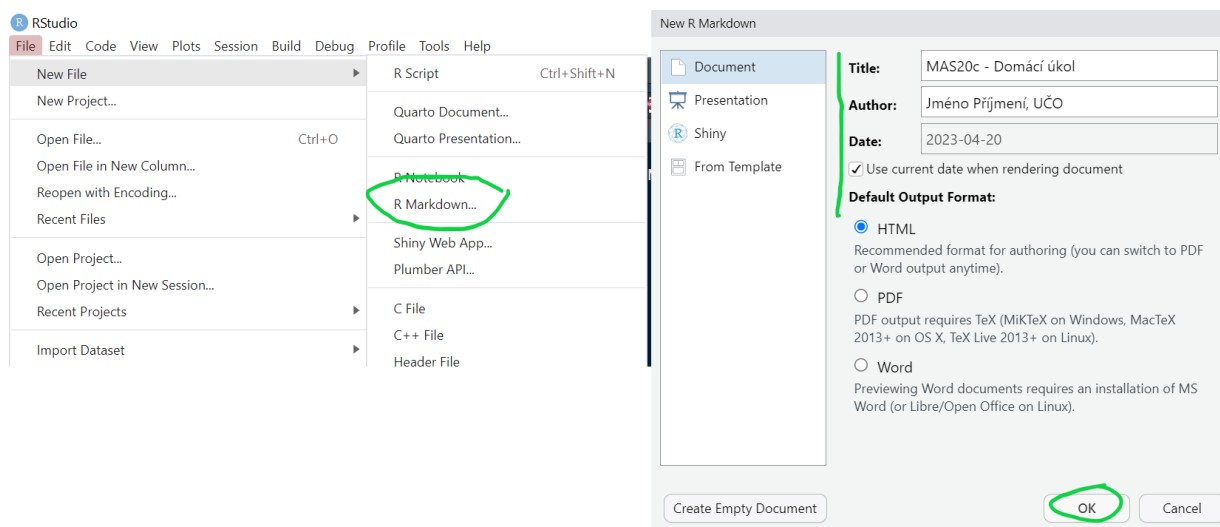 R RStudio
File Edit Code View Plots Session Build Debug Profile Tools Help
New File
New Project...
Open File... Ctrl+O
Open File in New Column...
Reopen with Encoding...
Recent Files
Open Project...
Open Project in New Session...
Recent Projects
Import Dataset
R Script Ctrl+Shift+N
Quarto Document...
Quarto Presentation...
R Notebook
R Markdown...
Shiny Web App...
Plumber API...
C File
C++ File
Header File
New R Markdown
Document
Presentation
R Shiny
From Template
Title: MAS20c - Domácí úkol
Author: Jméno Příjmení, UČO
Date: 2023-04-20
Use current date when rendering document
Default Output Format:
HTML
Recommended format for authoring (you can switch to PDF
or Word output anytime).
PDF
PDF output requires TeX (MiKTeX on Windows, MacTeX
2013+ on OS X, TeX Live 2013+ on Linux).
Word
Previewing Word documents requires an installation of MS
Word (or Libre/Open Office on Linux).
Create Empty Document
OK
Cancel